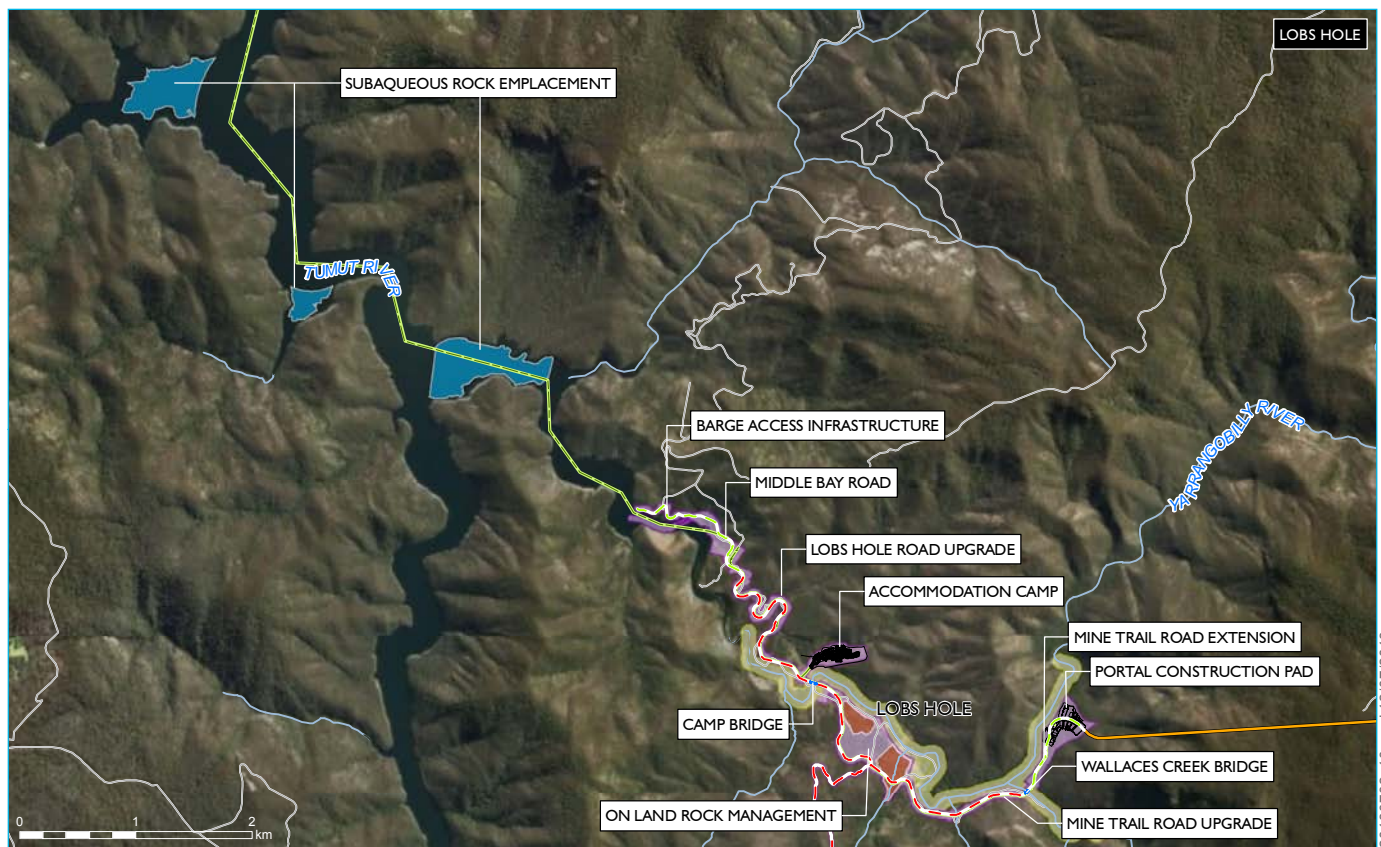 LOBS HOLE
SUBAQUEOUS ROCK EMPLACEMENT
TUMUT RIVER
BARGE ACCESS INFRASTRUCTURE
YARRANGOBILLY RIVER
MIDDLE BAY ROAD
LOBS HOLE ROAD UPGRADE
ACCOMMODATION CAMP
MINE TRAIL ROAD EXTENSION
PORTAL CONSTRUCTION PAD
LOBS HOLE
CAMP BRIDGE
WALLACES CREEK BRIDGE
ON LAND ROCK MANAGEMENT
MINE TRAIL ROAD UPGRADE
0 1 2
km